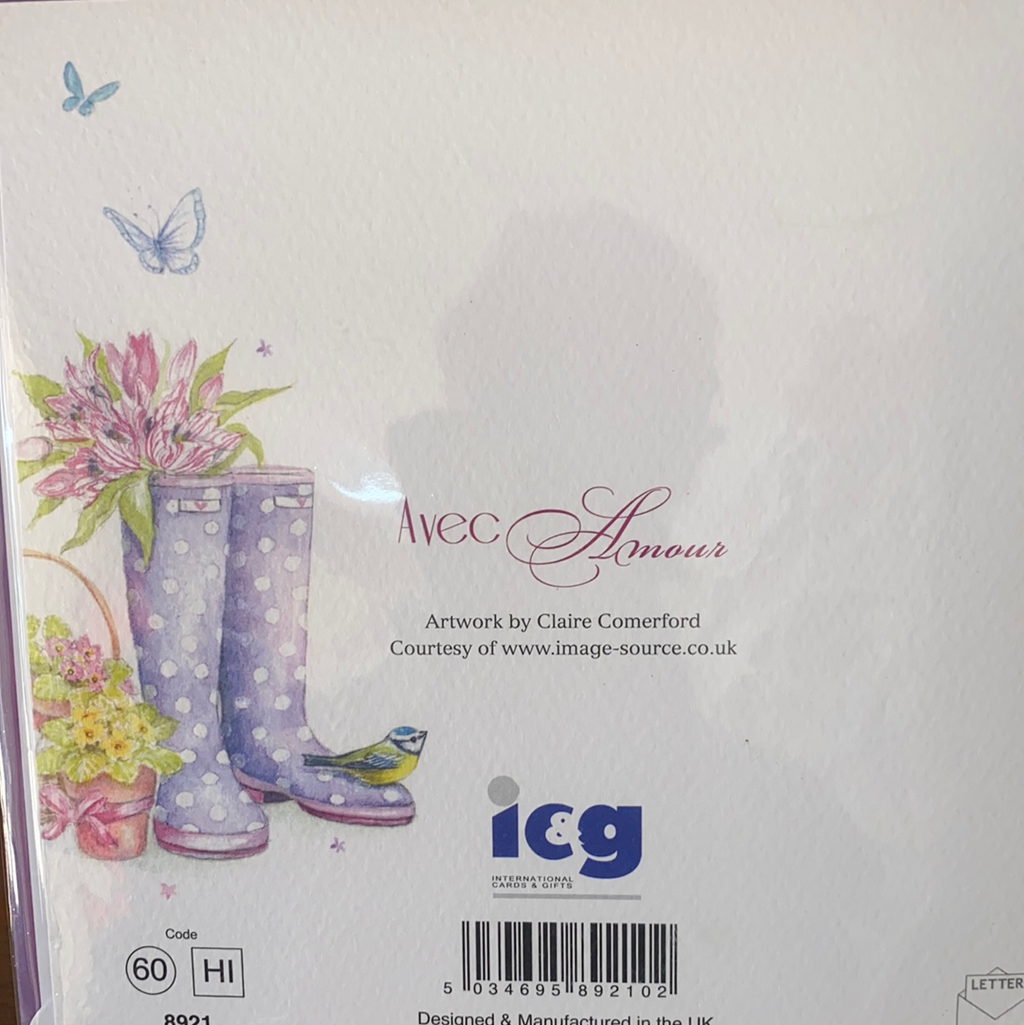 Avec Amour
Artwork by Claire Comerford
Courtesy of www.image-source.co.uk
ic&g
INTERNATIONAL
CARDS & GIFTS
Code
60 HI
8921
5 034695 892102
Designed & Manufactured in the UK
LETTER